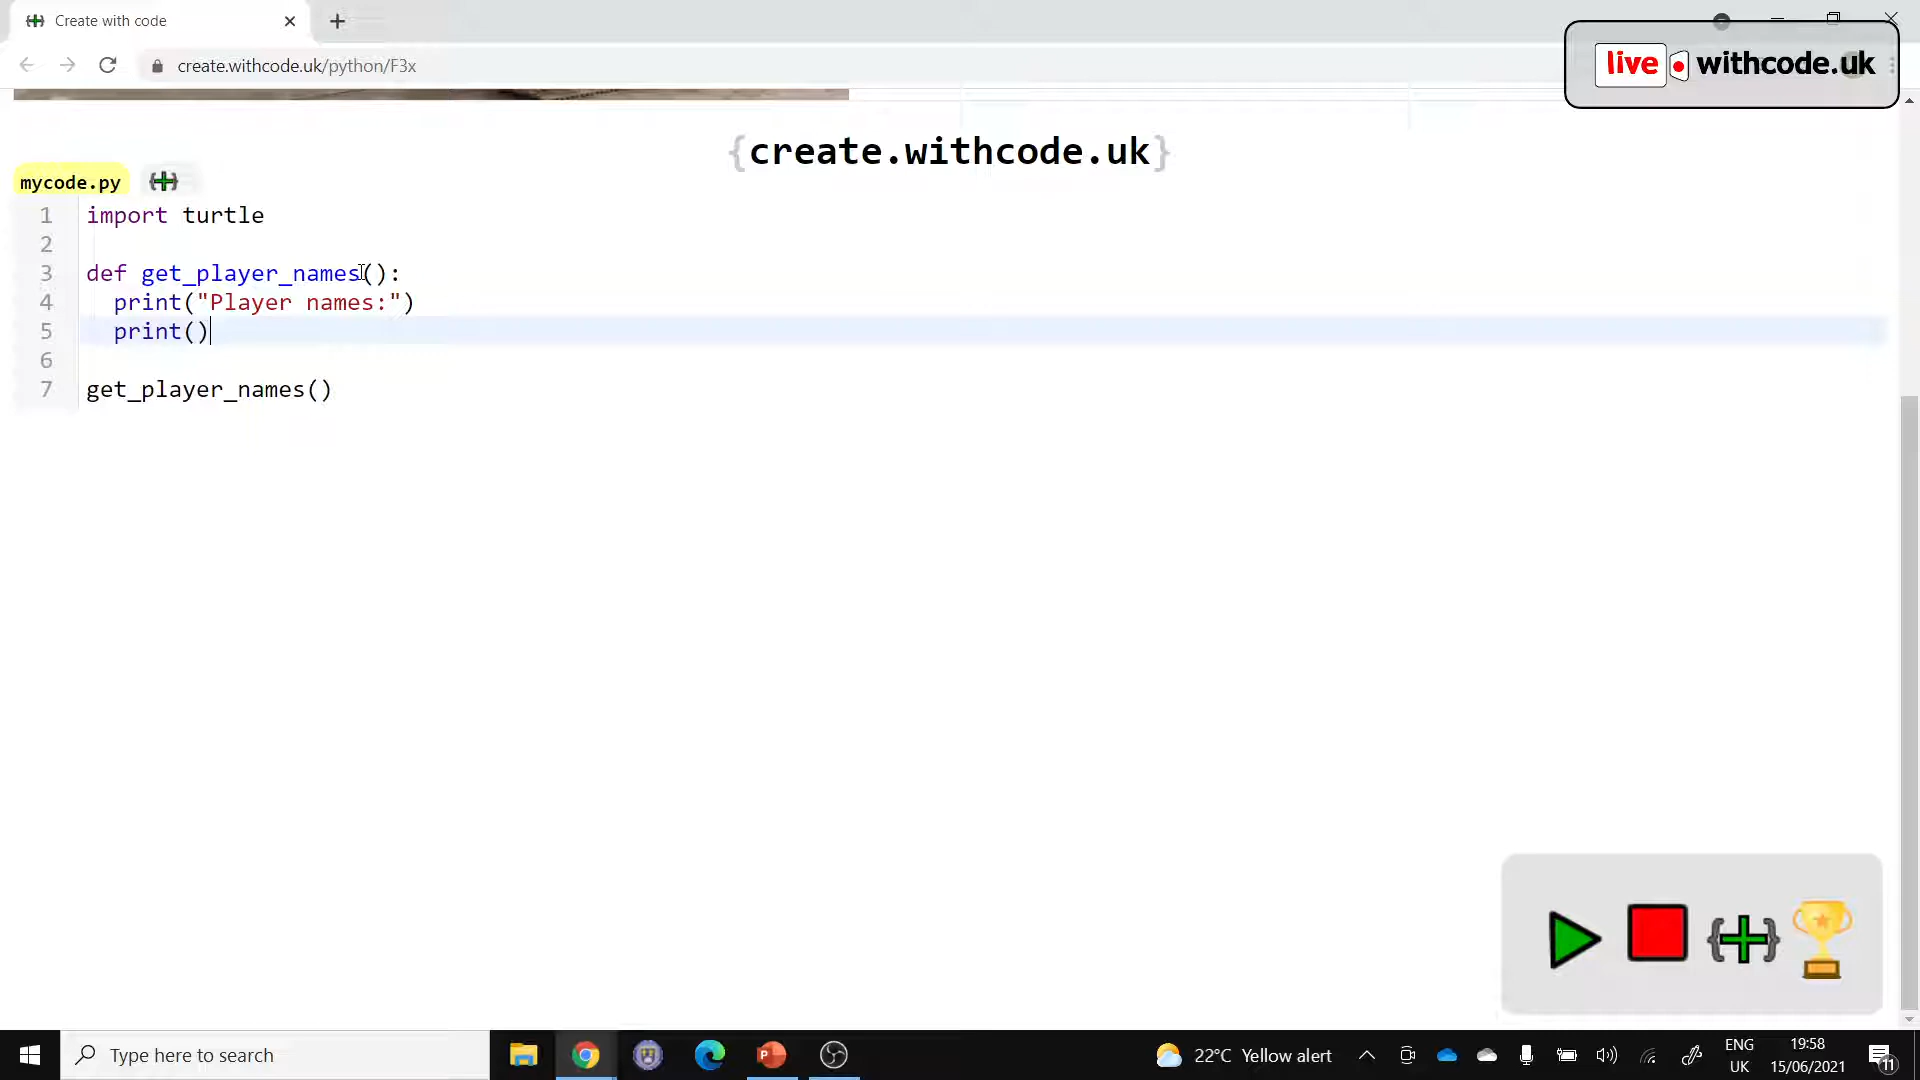 Create with code
create.withcode.uk/python/F3x
live withcode.uk
{create.withcode.uk}
mycode.py
1 import turtle
2
3 def get_player_names():
4 print("Player names:")
5 print()
6
7 get_player_names()
Type here to search
22°C Yellow alert
ENG
UK
19:58
15/06/2021
11